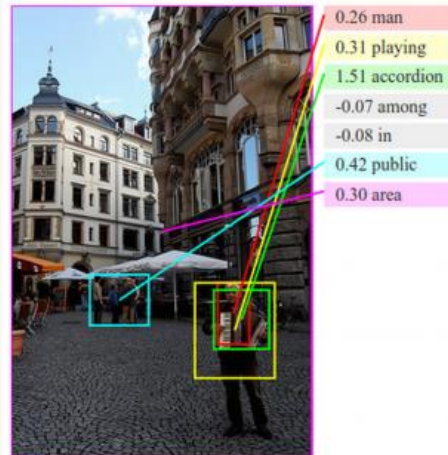 0.26 man
0.31 playing
1.51 accordion
-0.07 among
-0.08 in
0.42 public
0.30 area